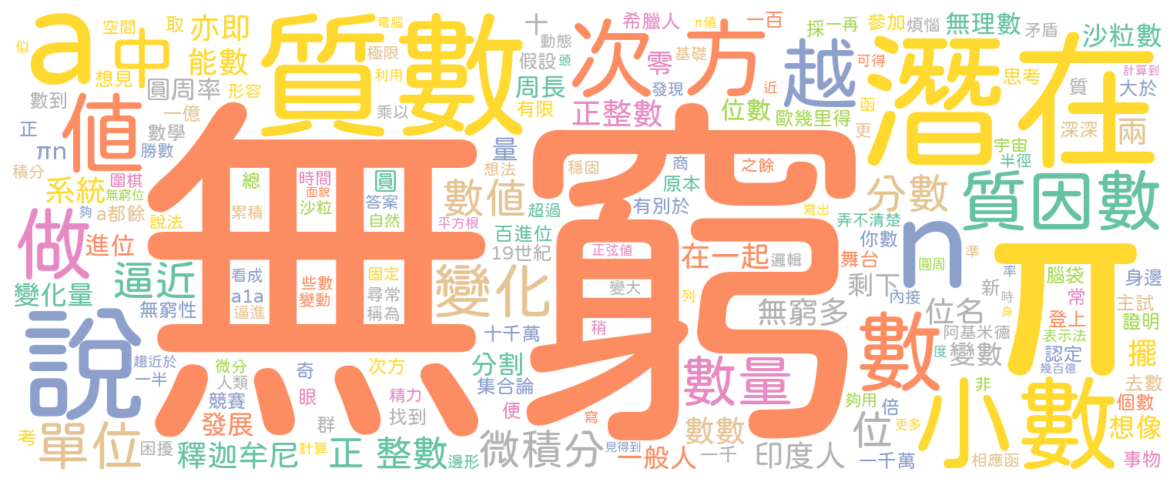 無窮
質數
潛在
π
小數
數
n
說
a
中
次方
越
值
做
質因數
變化
數量
單位
逼近
微積分
正 整數
印度人
釋迦牟尼
系統
數值
分數
無窮多
變化量
發展
一般人
數數
位
位名
變數
剩下
在一起
正整數
零
位數
歐幾里得
周長
圓周率
亦即
能數
取
空間
似
想見
形容
電腦
極限
利用
一億
乘以
數到
正
πn
數學
勝數
積分
圍棋
無窮位
夠
a都餘
說法
進位
無窮性
十
動態
頭
假設
有限
希臘人
基礎
發現
π值
一百
近
採一再
參加
煩惱
可得
函
更
無理數
矛盾
思考
大於
沙粒數
計算到
質
深深
兩
宇宙
半徑
量
想法
穩固
商
原本
之餘
有別於
超過
寫出
百進位
19世紀
平方根
正弦值
變大
列
稍
邏輯
弄不清楚
你數
舞台
圓周
準
內接
率
時
身
新
腦袋
常
登上
身邊
主試
證明
表示法
認定
幾百億
阿基米德
度
擺
總
時間
面貌
圓
答案
自然
累積
沙粒
看成
a1a
逼進
些數
變動
固定
尋常
稱為
趨近於
一半
微分
人類
競賽
奇
眼
次方
精力
找到
群
計算
考
困擾
邊形
十千萬
分割
集合論
便
寫
見得到
一千
一千萬
夠用
倍
更多
非
相應函
去數
個數
想像
事物